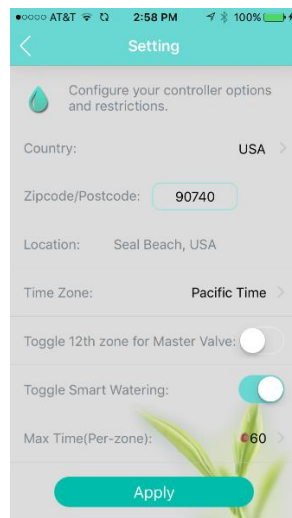 AT&T 2:58 PM 100%
Setting
Configure your controller options
and restrictions.
Country: USA
Zipcode/Postcode: 90740
Location: Seal Beach, USA
Time Zone: Pacific Time
Toggle 12th zone for Master Valve:
Toggle Smart Watering:
Max Time(Per-zone): 60
Apply